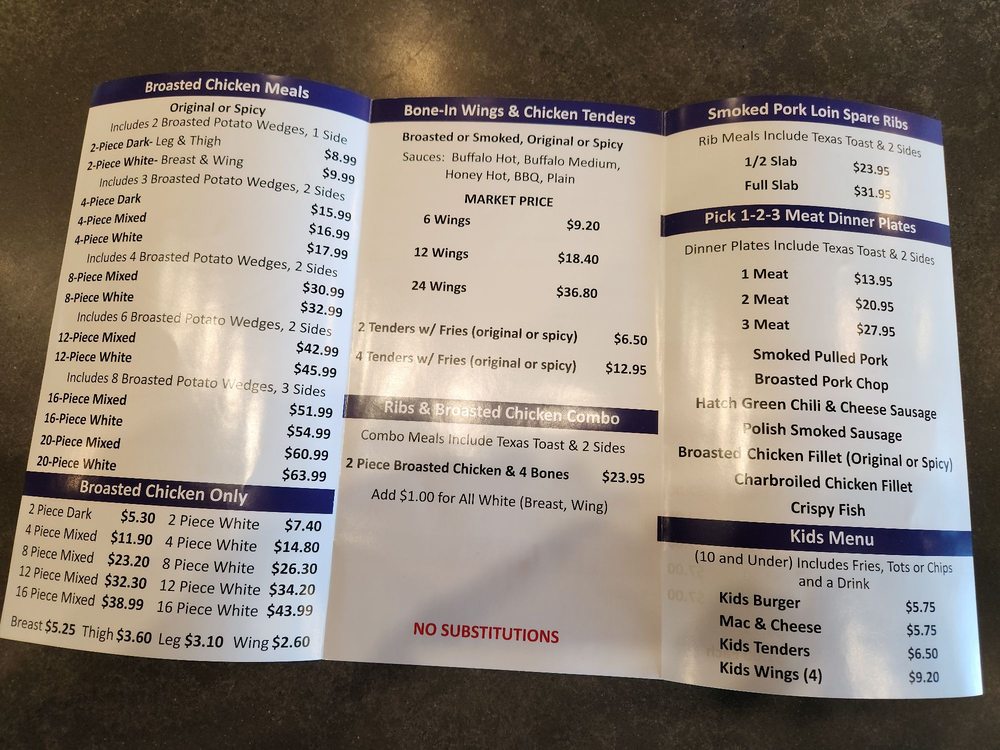 Broasted Chicken Meals
Original or Spicy
Includes 2 Broasted Potato Wedges, 1 Side
2-Piece Dark- Leg & Thigh $8.99
2-Piece White- Breast & Wing $9.99
Includes 3 Broasted Potato Wedges, 2 Sides
4-Piece Dark $15.99
4-Piece Mixed $16.99
4-Piece White $17.99
Includes 4 Broasted Potato Wedges, 2 Sides
8-Piece Mixed $30.99
8-Piece White $32.99
Includes 6 Broasted Potato Wedges, 2 Sides
12-Piece Mixed $42.99
12-Piece White $45.99
Includes 8 Broasted Potato Wedges, 3 Sides
16-Piece Mixed $51.99
16-Piece White $54.99
20-Piece Mixed $60.99
20-Piece White $63.99
Broasted Chicken Only
2 Piece Dark $5.30 2 Piece White $7.40
4 Piece Mixed $11.90 4 Piece White $14.80
8 Piece Mixed $23.20 8 Piece White $26.30
12 Piece Mixed $32.30 12 Piece White $34.20
16 Piece Mixed $38.99 16 Piece White $43.99
Breast $5.25 Thigh $3.60 Leg $3.10 Wing $2.60
Bone-In Wings & Chicken Tenders
Broasted or Smoked, Original or Spicy
Sauces: Buffalo Hot, Buffalo Medium,
Honey Hot, BBQ, Plain
MARKET PRICE
6 Wings $9.20
12 Wings $18.40
24 Wings $36.80
2 Tenders w/ Fries (original or spicy) $6.50
4 Tenders w/ Fries (original or spicy) $12.95
Ribs & Broasted Chicken Combo
Combo Meals Include Texas Toast & 2 Sides
2 Piece Broasted Chicken & 4 Bones $23.95
Add $1.00 for All White (Breast, Wing)
NO SUBSTITUTIONS
Smoked Pork Loin Spare Ribs
Rib Meals Include Texas Toast & 2 Sides
1/2 Slab $23.95
Full Slab $31.95
Pick 1-2-3 Meat Dinner Plates
Dinner Plates Include Texas Toast & 2 Sides
1 Meat $13.95
2 Meat $20.95
3 Meat $27.95
Smoked Pulled Pork
Broasted Pork Chop
Hatch Green Chili & Cheese Sausage
Polish Smoked Sausage
Broasted Chicken Fillet (Original or Spicy)
Charbroiled Chicken Fillet
Crispy Fish
Kids Menu
(10 and Under) Includes Fries, Tots or Chips
and a Drink
Kids Burger $5.75
Mac & Cheese $5.75
Kids Tenders $6.50
Kids Wings (4) $9.20